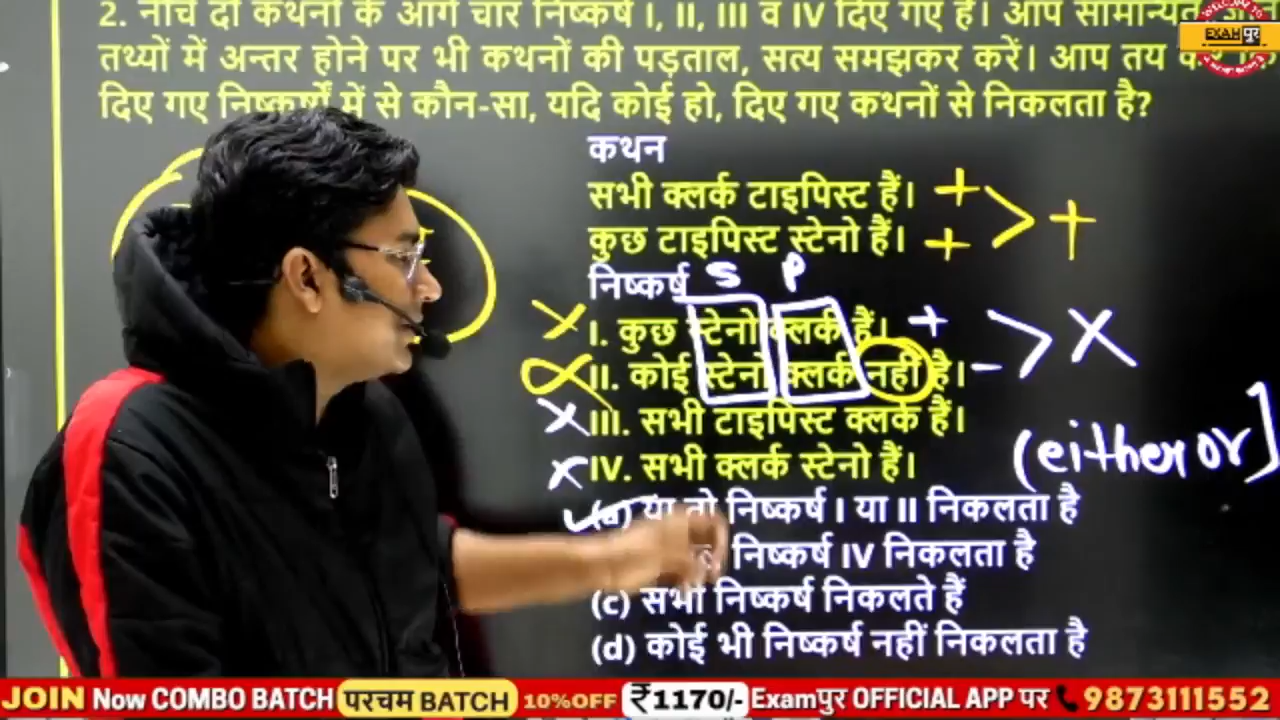 2. नीचे दो कथनों के आगे चार निष्कर्ष I, II, III व IV दिए गए हैं। आप सामान्यत
तथ्यों में अन्तर होने पर भी कथनों की पड़ताल, सत्य समझकर करें। आप तय
दिए गए निष्कर्षों में से कौन-सा, यदि कोई हो, दिए गए कथनों से निकलता है?
WELCOME TO
EXAMपुर
कथन
सभी क्लर्क टाइपिस्ट हैं। + > +
कुछ टाइपिस्ट स्टेनो हैं। +
निष्कर्ष S P
X I. कुछ स्टेनो क्लर्क हैं। + > X
II. कोई स्टेनो क्लर्क नहीं है। -
X III. सभी टाइपिस्ट क्लर्क हैं।
(either or]
X IV. सभी क्लर्क स्टेनो हैं।
✓(a) या तो निष्कर्ष I या II निकलता है
निष्कर्ष IV निकलता है
(c) सभी निष्कर्ष निकलते हैं
(d) कोई भी निष्कर्ष नहीं निकलता है
JOIN Now COMBO BATCH परचम BATCH 10%OFF ₹1170/- Examपुर OFFICIAL APP पर 9873111552